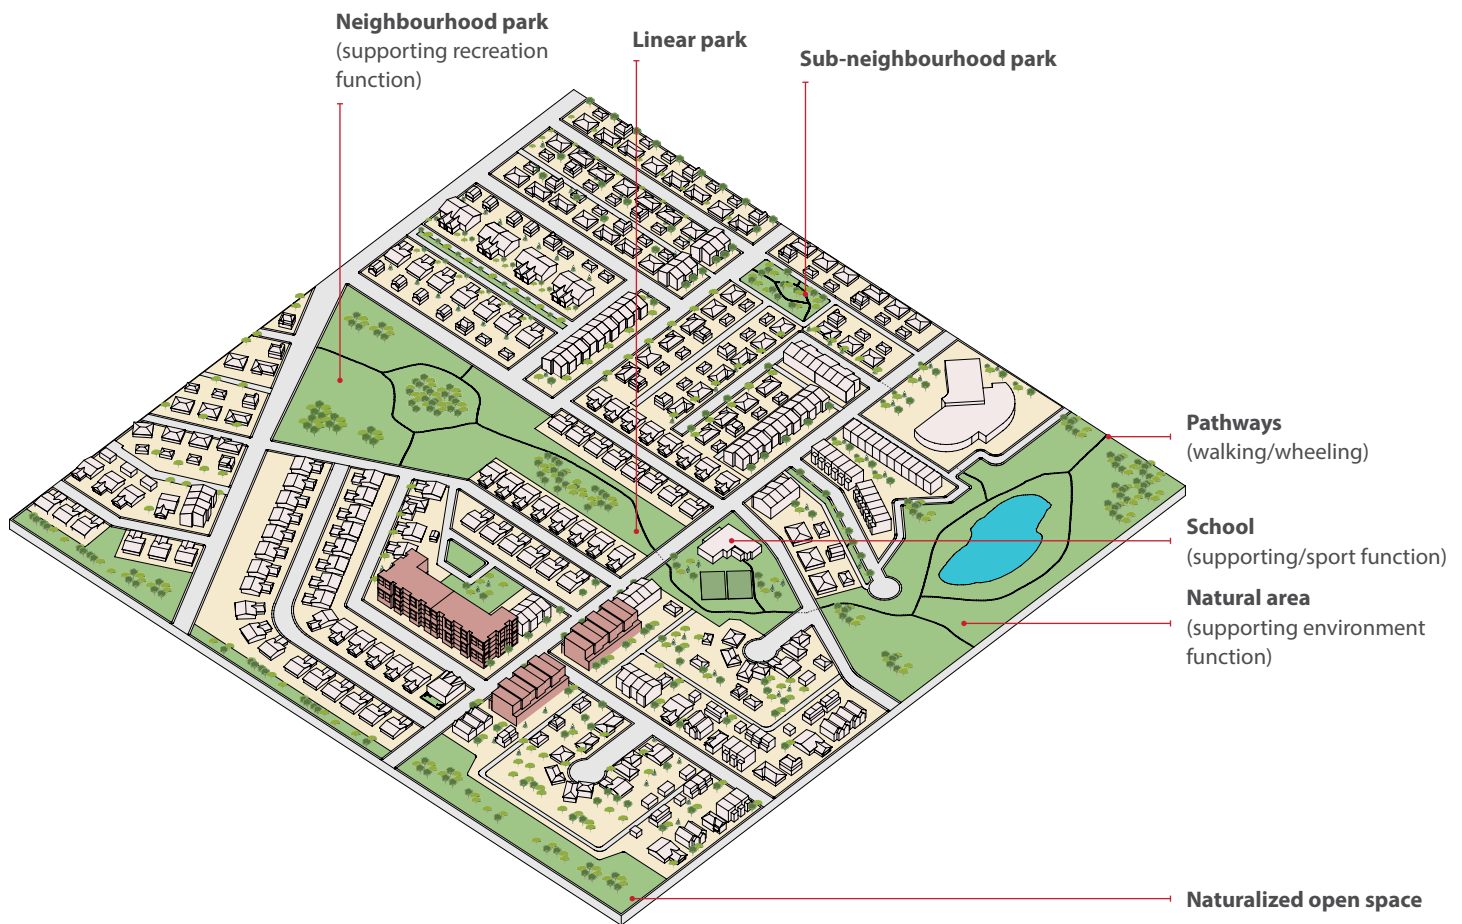 Neighbourhood park
(supporting recreation
function)
Linear park
Sub-neighbourhood park
Pathways
(walking/wheeling)
School
(supporting/sport function)
Natural area
(supporting environment
function)
Naturalized open space